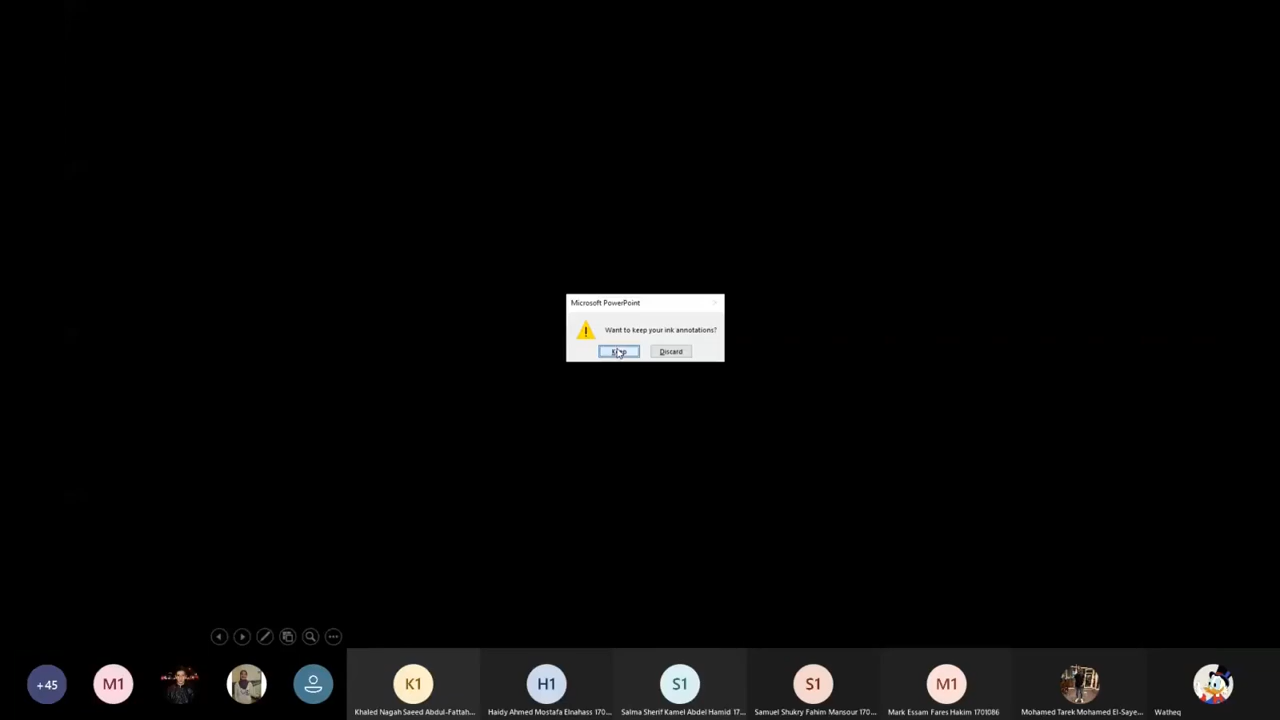 Microsoft PowerPoint
Want to keep your ink annotations?
Keep Discard
+45 M1 K1 H1 S1 S1 M1
Khaled Nagah Saeed Abdul-Fattah... Haidy Ahmed Mostafa Elnahass 170... Salma Sherif Kamel Abdel Hamid 17... Samuel Shukry Fahim Mansour 170... Mark Essam Fares Hakim 1701086 Mohamed Tarek Mohamed El-Saye... Watheq